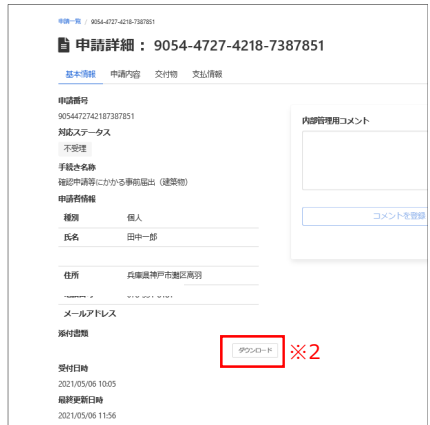 申請一覧 / 9054-4727-4218-7387851
申請詳細： 9054-4727-4218-7387851
基本情報 申請内容 交付物 支払情報
申請番号
9054472742187387851
対応ステータス
不受理
手続き名称
確認申請等にかかる事前届出（建築物）
申請者情報
種別 個人
氏名 田中一郎
住所 兵庫県神戸市灘区高羽
メールアドレス
添付書類
ダウンロード ※2
受付日時
2021/05/06 10:05
最終更新日時
2021/05/06 11:56
内部管理用コメント
コメントを登録